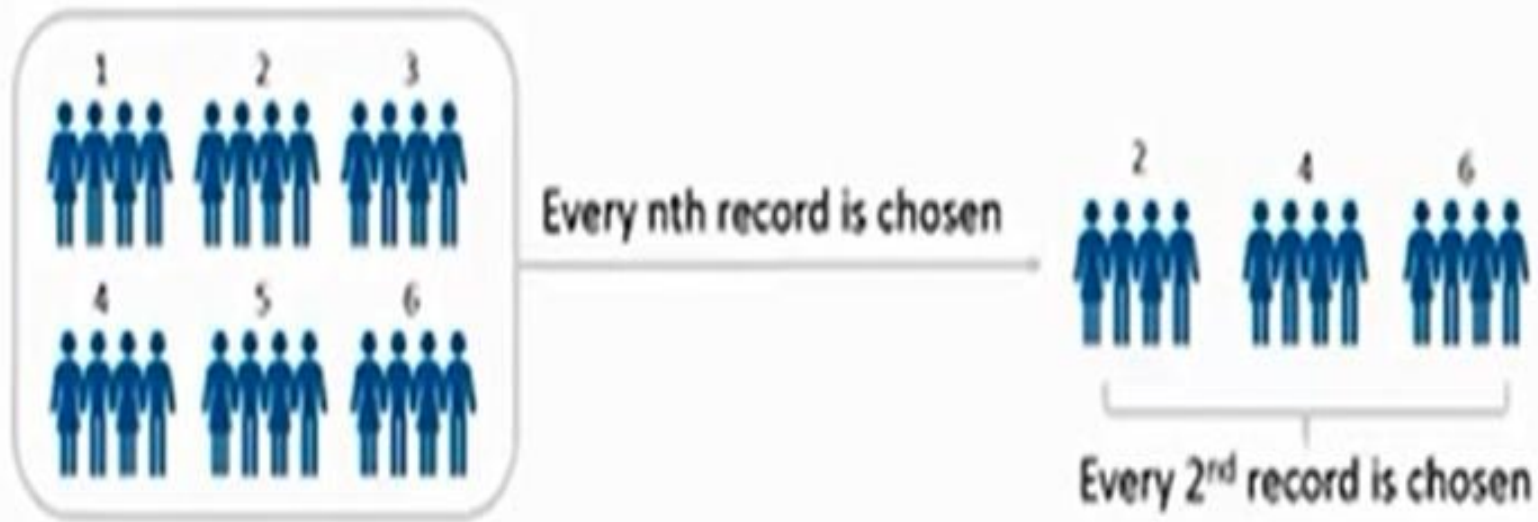 1 2 3
4 5 6
Every nth record is chosen
2 4 6
Every 2nd record is chosen